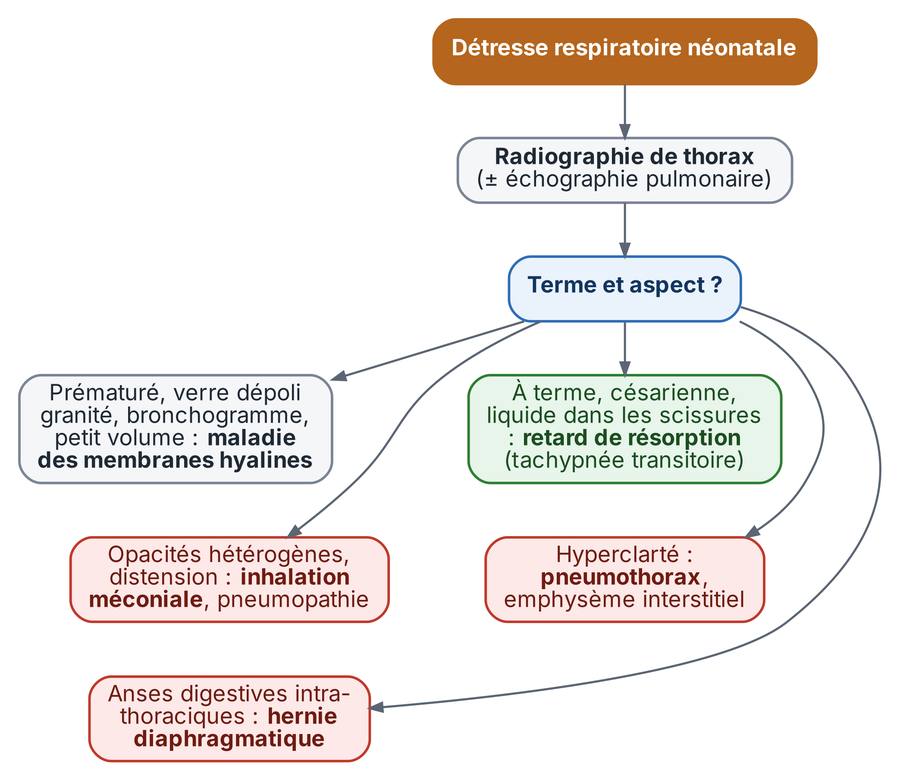 Détresse respiratoire néonatale
Radiographie de thorax
(± échographie pulmonaire)
Terme et aspect ?
Prématuré, verre dépoli
granité, bronchogramme,
petit volume : maladie
des membranes hyalines
À terme, césarienne,
liquide dans les scissures
: retard de résorption
(tachypnée transitoire)
Opacités hétérogènes,
distension : inhalation
méconiale, pneumopathie
Hyperclarté :
pneumothorax,
emphysème interstitiel
Anses digestives intra-
thoraciques : hernie
diaphragmatique